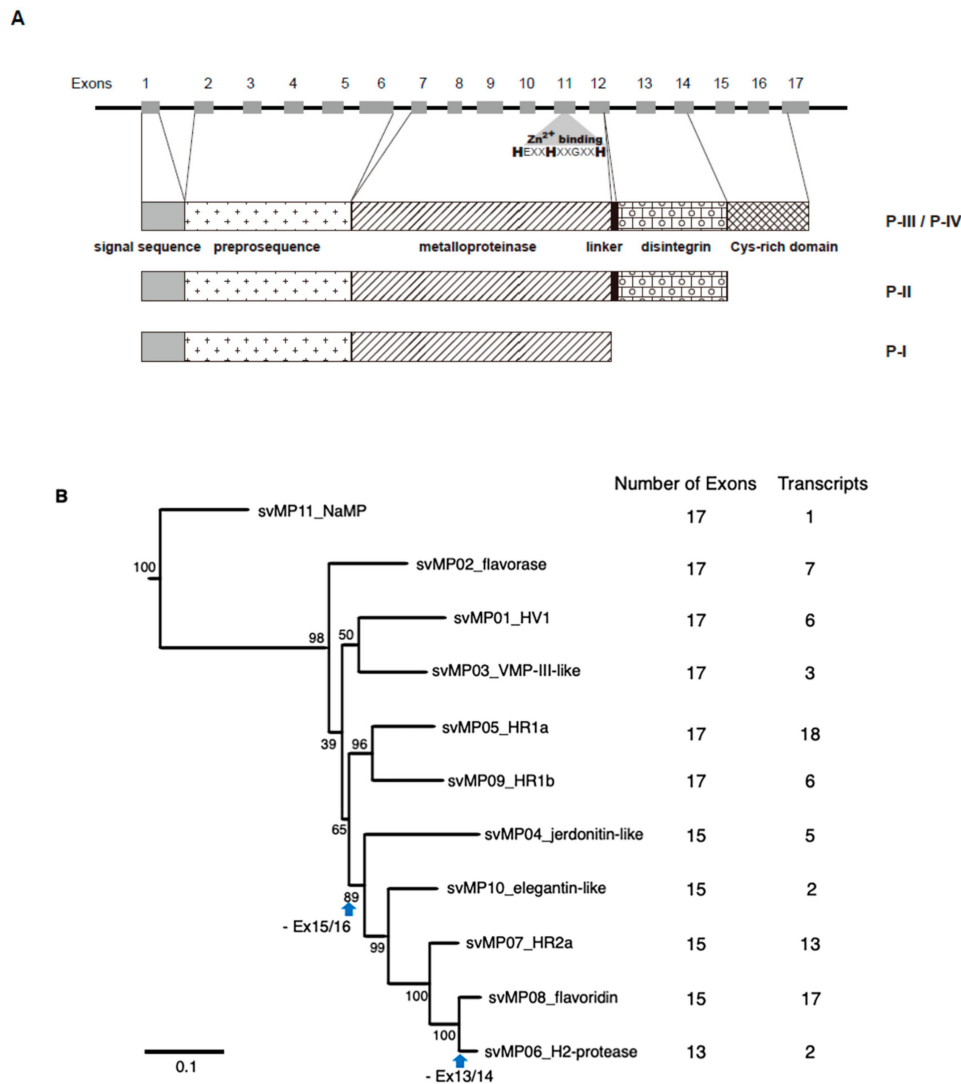 A
Exons 1 2 3 4 5 6 7 8 9 10 11 12 13 14 15 16 17
Zn2+ binding
HEXXHXXGXXH
P-III / P-IV
signal sequence preprosequence metalloproteinase linker disintegrin Cys-rich domain
P-II
P-I
B
Number of Exons Transcripts
svMP11_NaMP 17 1
100
svMP02_flavorase 17 7
svMP01_HV1 17 6
98 50
svMP03_VMP-III-like 17 3
svMP05_HR1a 17 18
39 96
svMP09_HR1b 17 6
65
svMP04_jerdonitin-like 15 5
svMP10_elegantin-like 15 2
89
- Ex15/16
99
svMP07_HR2a 15 13
100
svMP08_flavoridin 15 17
100
svMP06_H2-protease 13 2
0.1
- Ex13/14